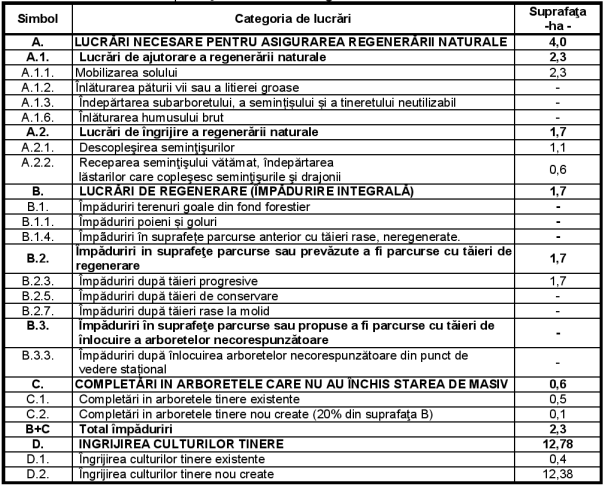 Simbol Categoria de lucrări Suprafaţa
-ha -
A. LUCRĂRI NECESARE PENTRU ASIGURAREA REGENERĂRII NATURALE 4,0
A.1. Lucrări de ajutorare a regenerării naturale 2,3
A.1.1. Mobilizarea solului 2,3
A.1.2. Înlăturarea păturii vii sau a litierei groase -
A.1.3. Îndepărtarea subarboretului, a semințișului și a tineretului neutilizabil -
A.1.6. Înlăturarea humusului brut -
A.2. Lucrări de îngrijire a regenerării naturale 1,7
A.2.1. Descopleşirea seminţişurilor 1,1
A.2.2. Receparea seminţişului vătămat, îndepărtarea
lăstarilor care copleşesc seminţişurile şi drajonii 0,6
B. LUCRĂRI DE REGENERARE (ÎMPĂDURIRE INTEGRALĂ) 1,7
B.1. Împăduriri terenuri goale din fond forestier -
B.1.1. Împăduriri poieni și goluri -
B.1.4. Împăduriri în suprafețe parcurse anterior cu tăieri rase, neregenerate. -
B.2. Împăduriri in suprafeţe parcurse sau prevăzute a fi parcurse cu tăieri de
regenerare 1,7
B.2.3. Împăduriri după tăieri progresive 1,7
B.2.5. Împăduriri după tăieri de conservare -
B.2.7. Împăduriri după tăieri rase la molid -
B.3. Împăduriri în suprafeţe parcurse sau propuse a fi parcurse cu tăieri de
înlocuire a arboretelor necorespunzătoare -
B.3.3. Împăduriri după înlocuirea arboretelor necorespunzătoare din punct de
vedere stațional -
C. COMPLETĂRI IN ARBORETELE CARE NU AU ÎNCHIS STAREA DE MASIV 0,6
C.1. Completări in arboretele tinere existente 0,5
C.2. Completări in arboretele tinere nou create (20% din suprafaţa B) 0,1
B+C Total împăduriri 2,3
D. INGRIJIREA CULTURILOR TINERE 12,78
D.1. Îngrijirea culturilor tinere existente 0,4
D.2. Îngrijirea culturilor tinere nou create 12,38